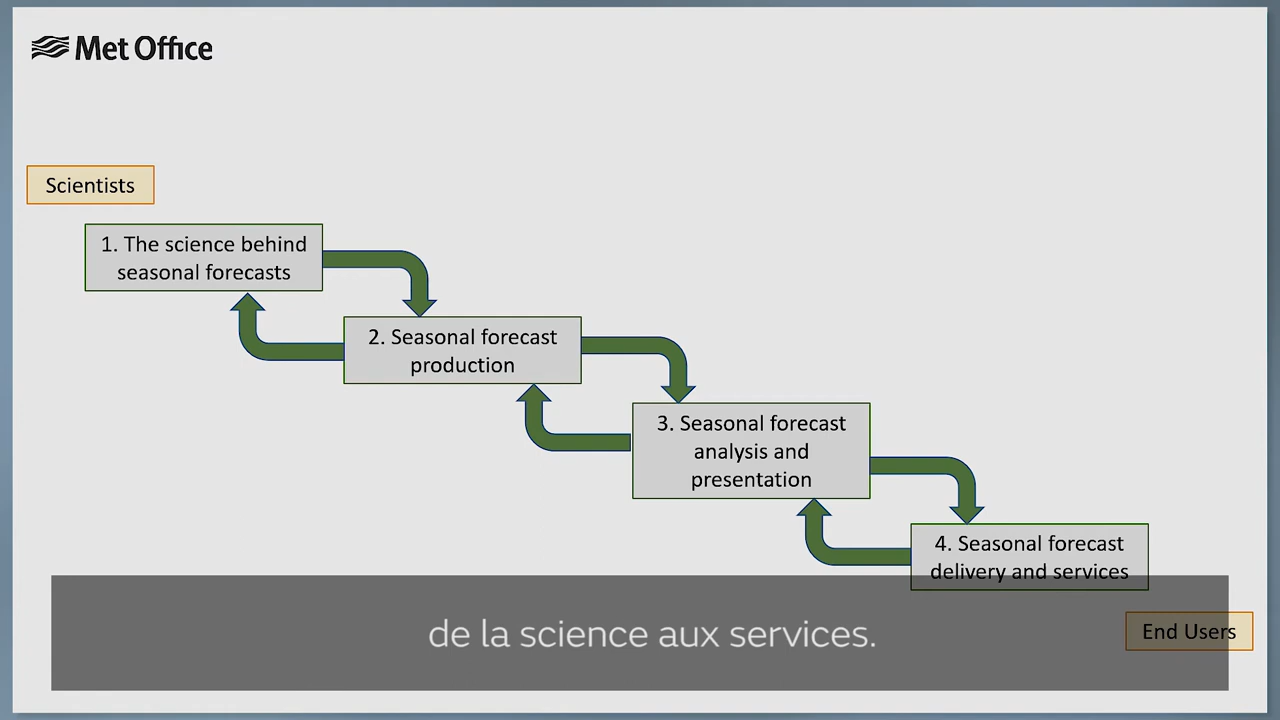 Met Office
Scientists
1. The science behind
seasonal forecasts
2. Seasonal forecast
production
3. Seasonal forecast
analysis and
presentation
4. Seasonal forecast
delivery and services
End Users
de la science aux services.